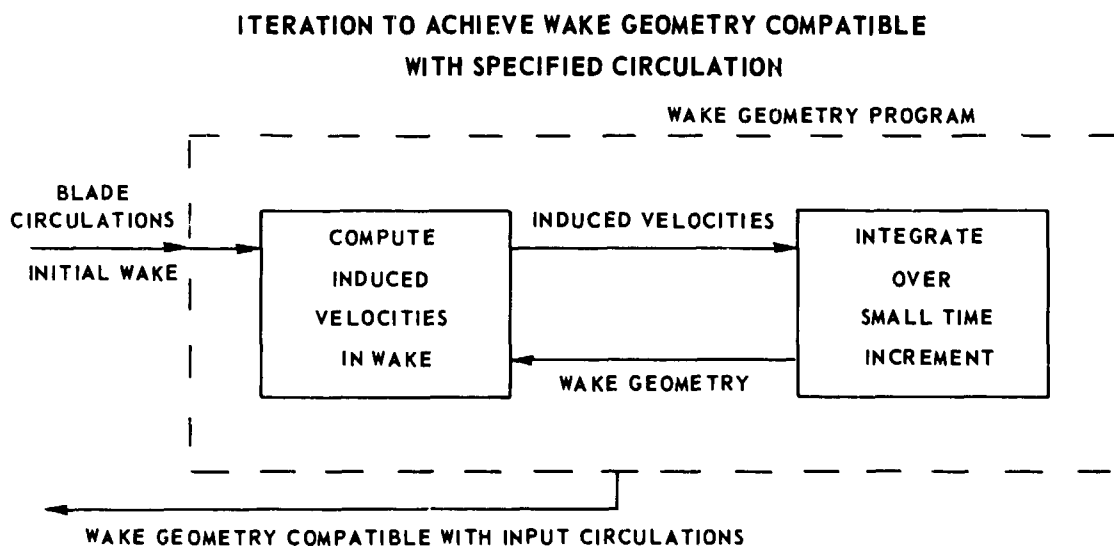 ITERATION TO ACHIEVE WAKE GEOMETRY COMPATIBLE
WITH SPECIFIED CIRCULATION
WAKE GEOMETRY PROGRAM
BLADE
CIRCULATIONS
INITIAL WAKE
COMPUTE
INDUCED
VELOCITIES
IN WAKE
INDUCED VELOCITIES
WAKE GEOMETRY
INTEGRATE
OVER
SMALL TIME
INCREMENT
WAKE GEOMETRY COMPATIBLE WITH INPUT CIRCULATIONS